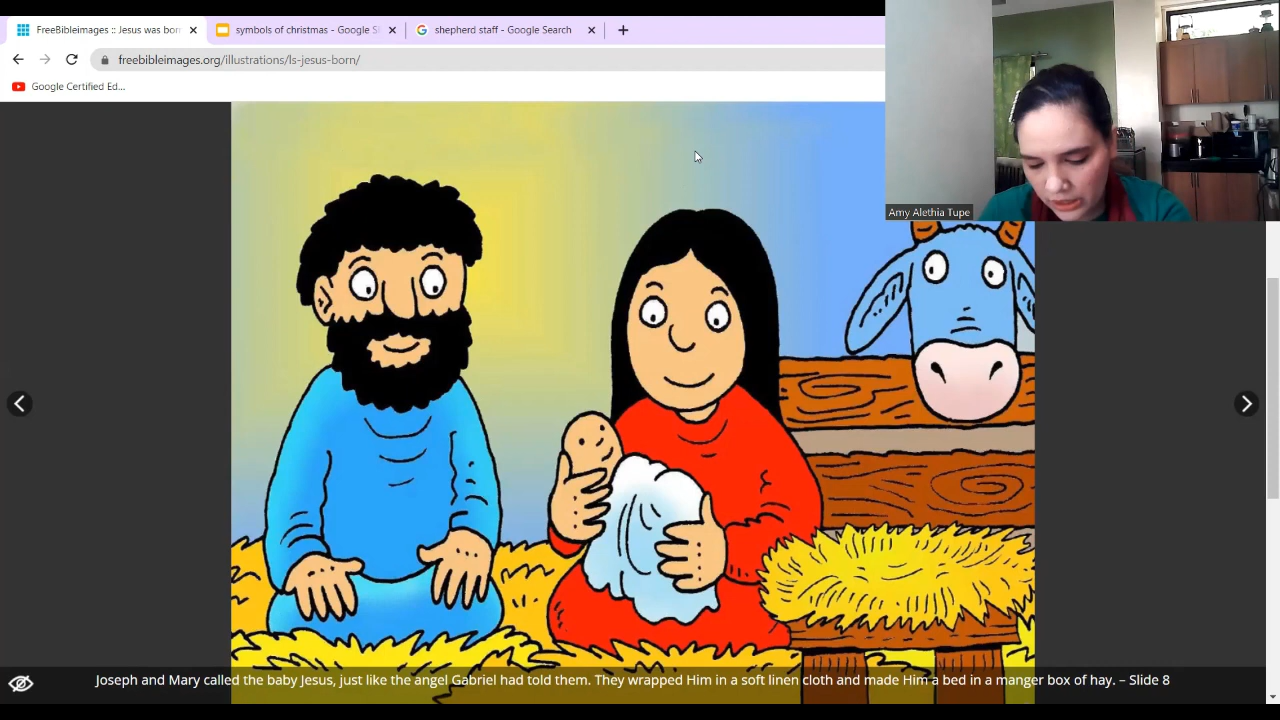 FreeBibleimages :: Jesus was born
symbols of christmas - Google Sl
shepherd staff - Google Search
freebibleimages.org/illustrations/ls-jesus-born/
Google Certified Ed...
Amy Alethia Tupe
Joseph and Mary called the baby Jesus, just like the angel Gabriel had told them. They wrapped Him in a soft linen cloth and made Him a bed in a manger box of hay. – Slide 8